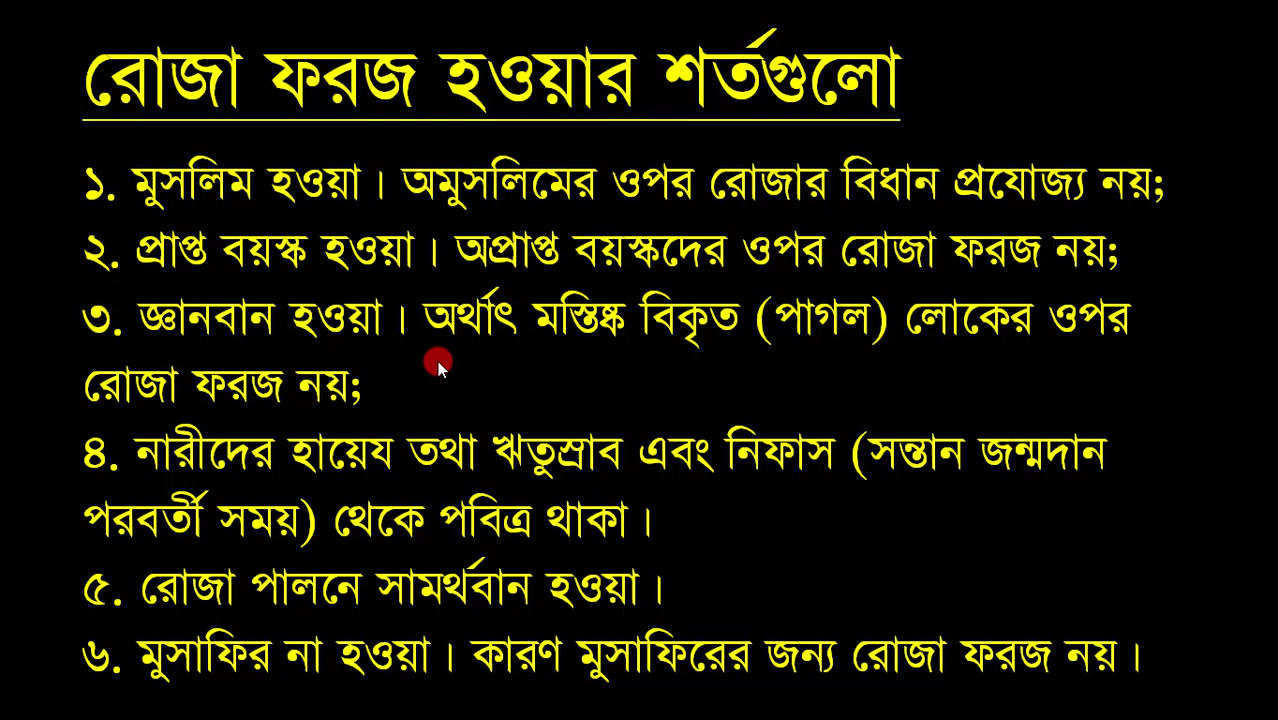 রোজা ফরজ হওয়ার শর্তগুলো
১. মুসলিম হওয়া। অমুসলিমের ওপর রোজার বিধান প্রযোজ্য নয়;
২. প্রাপ্ত বয়স্ক হওয়া। অপ্রাপ্ত বয়স্কদের ওপর রোজা ফরজ নয়;
৩. জ্ঞানবান হওয়া। অর্থাৎ মস্তিষ্ক বিকৃত (পাগল) লোকের ওপর
রোজা ফরজ নয়;
৪. নারীদের হায়েয তথা ঋতুস্রাব এবং নিফাস (সন্তান জন্মদান
পরবর্তী সময়) থেকে পবিত্র থাকা।
৫. রোজা পালনে সামর্থবান হওয়া।
৬. মুসাফির না হওয়া। কারণ মুসাফিরের জন্য রোজা ফরজ নয়।